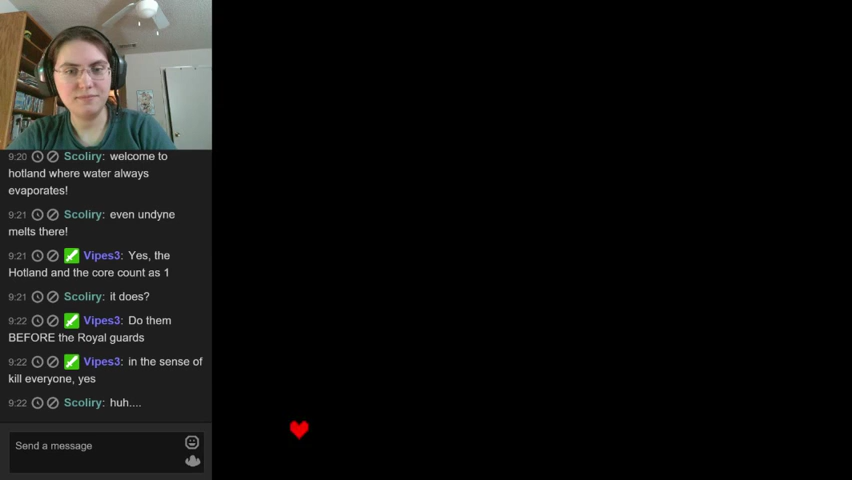 9:20 Scoliry: welcome to
hotland where water always
evaporates!
9:21 Scoliry: even undyne
melts there!
9:21 Vipes3: Yes, the
Hotland and the core count as 1
9:21 Scoliry: it does?
9:22 Vipes3: Do them
BEFORE the Royal guards
9:22 Vipes3: in the sense of
kill everyone, yes
9:22 Scoliry: huh....
Send a message